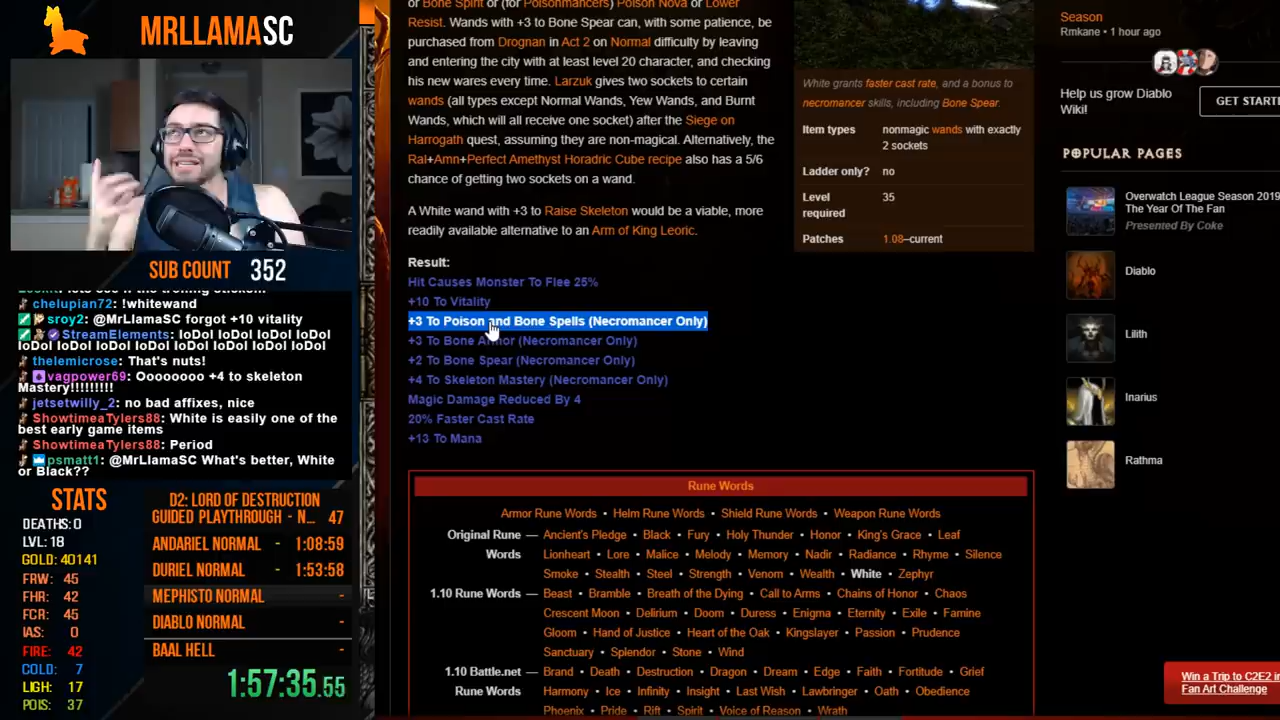 MRLLAMASC
SUB COUNT 352
chelupian72: !whitewand
sroy2: @MrLlamaSC forgot +10 vitality
StreamElements: loDol loDol loDol loDol
loDol loDol loDol loDol loDol loDol loDol loDol
thelemicrose: That's nuts!
vagpower69: Ooooooo +4 to skeleton
Mastery!!!!!!!!!
jetsetwilly_2: no bad affixes, nice
ShowtimeaTylers88: White is easily one of the
best early game items
ShowtimeaTylers88: Period
psmatt1: @MrLlamaSC What's better, White
or Black??
STATS
DEATHS: 0
LVL: 18
GOLD: 40141
FRW: 45
FHR: 42
FCR: 45
IAS: 0
FIRE: 42
COLD: 7
LIGH: 17
POIS: 37
D2: LORD OF DESTRUCTION
GUIDED PLAYTHROUGH - N... 47
ANDARIEL NORMAL - 1:08:59
DURIEL NORMAL - 1:53:58
MEPHISTO NORMAL -
DIABLO NORMAL -
BAAL HELL -
1:57:35.55
or Bone Spirit or (for Poisonmancers) Poison Nova or Lower
Resist. Wands with +3 to Bone Spear can, with some patience, be
purchased from Drognan in Act 2 on Normal difficulty by leaving
and entering the city with at least level 20 character, and checking
his new wares every time. Larzuk gives two sockets to certain
wands (all types except Normal Wands, Yew Wands, and Burnt
Wands, which will all receive one socket) after the Siege on
Harrogath quest, assuming they are non-magical. Alternatively, the
Ral+Amn+Perfect Amethyst Horadric Cube recipe also has a 5/6
chance of getting two sockets on a wand.
A White wand with +3 to Raise Skeleton would be a viable, more
readily available alternative to an Arm of King Leoric.
Result:
Hit Causes Monster To Flee 25%
+10 To Vitality
+3 To Poison and Bone Spells (Necromancer Only)
+3 To Bone Armor (Necromancer Only)
+2 To Bone Spear (Necromancer Only)
+4 To Skeleton Mastery (Necromancer Only)
Magic Damage Reduced By 4
20% Faster Cast Rate
+13 To Mana
White grants faster cast rate, and a bonus to
necromancer skills, including Bone Spear.
Item types nonmagic wands with exactly
2 sockets
Ladder only? no
Level 35
required
Patches 1.08–current
Rune Words
Armor Rune Words • Helm Rune Words • Shield Rune Words • Weapon Rune Words
Original Rune — Ancient's Pledge • Black • Fury • Holy Thunder • Honor • King's Grace • Leaf
Words Lionheart • Lore • Malice • Melody • Memory • Nadir • Radiance • Rhyme • Silence
Smoke • Stealth • Steel • Strength • Venom • Wealth • White • Zephyr
1.10 Rune Words — Beast • Bramble • Breath of the Dying • Call to Arms • Chains of Honor • Chaos
Crescent Moon • Delirium • Doom • Duress • Enigma • Eternity • Exile • Famine
Gloom • Hand of Justice • Heart of the Oak • Kingslayer • Passion • Prudence
Sanctuary • Splendor • Stone • Wind
1.10 Battle.net — Brand • Death • Destruction • Dragon • Dream • Edge • Faith • Fortitude • Grief
Rune Words Harmony • Ice • Infinity • Insight • Last Wish • Lawbringer • Oath • Obedience
Phoenix • Pride • Rift • Spirit • Voice of Reason • Wrath
Season
Rmkane • 1 hour ago
Help us grow Diablo
Wiki!
GET STARTE
POPULAR PAGES
Overwatch League Season 2019
The Year Of The Fan
Presented By Coke
Diablo
Lilith
Inarius
Rathma
Win a Trip to C2E2 in
Fan Art Challenge